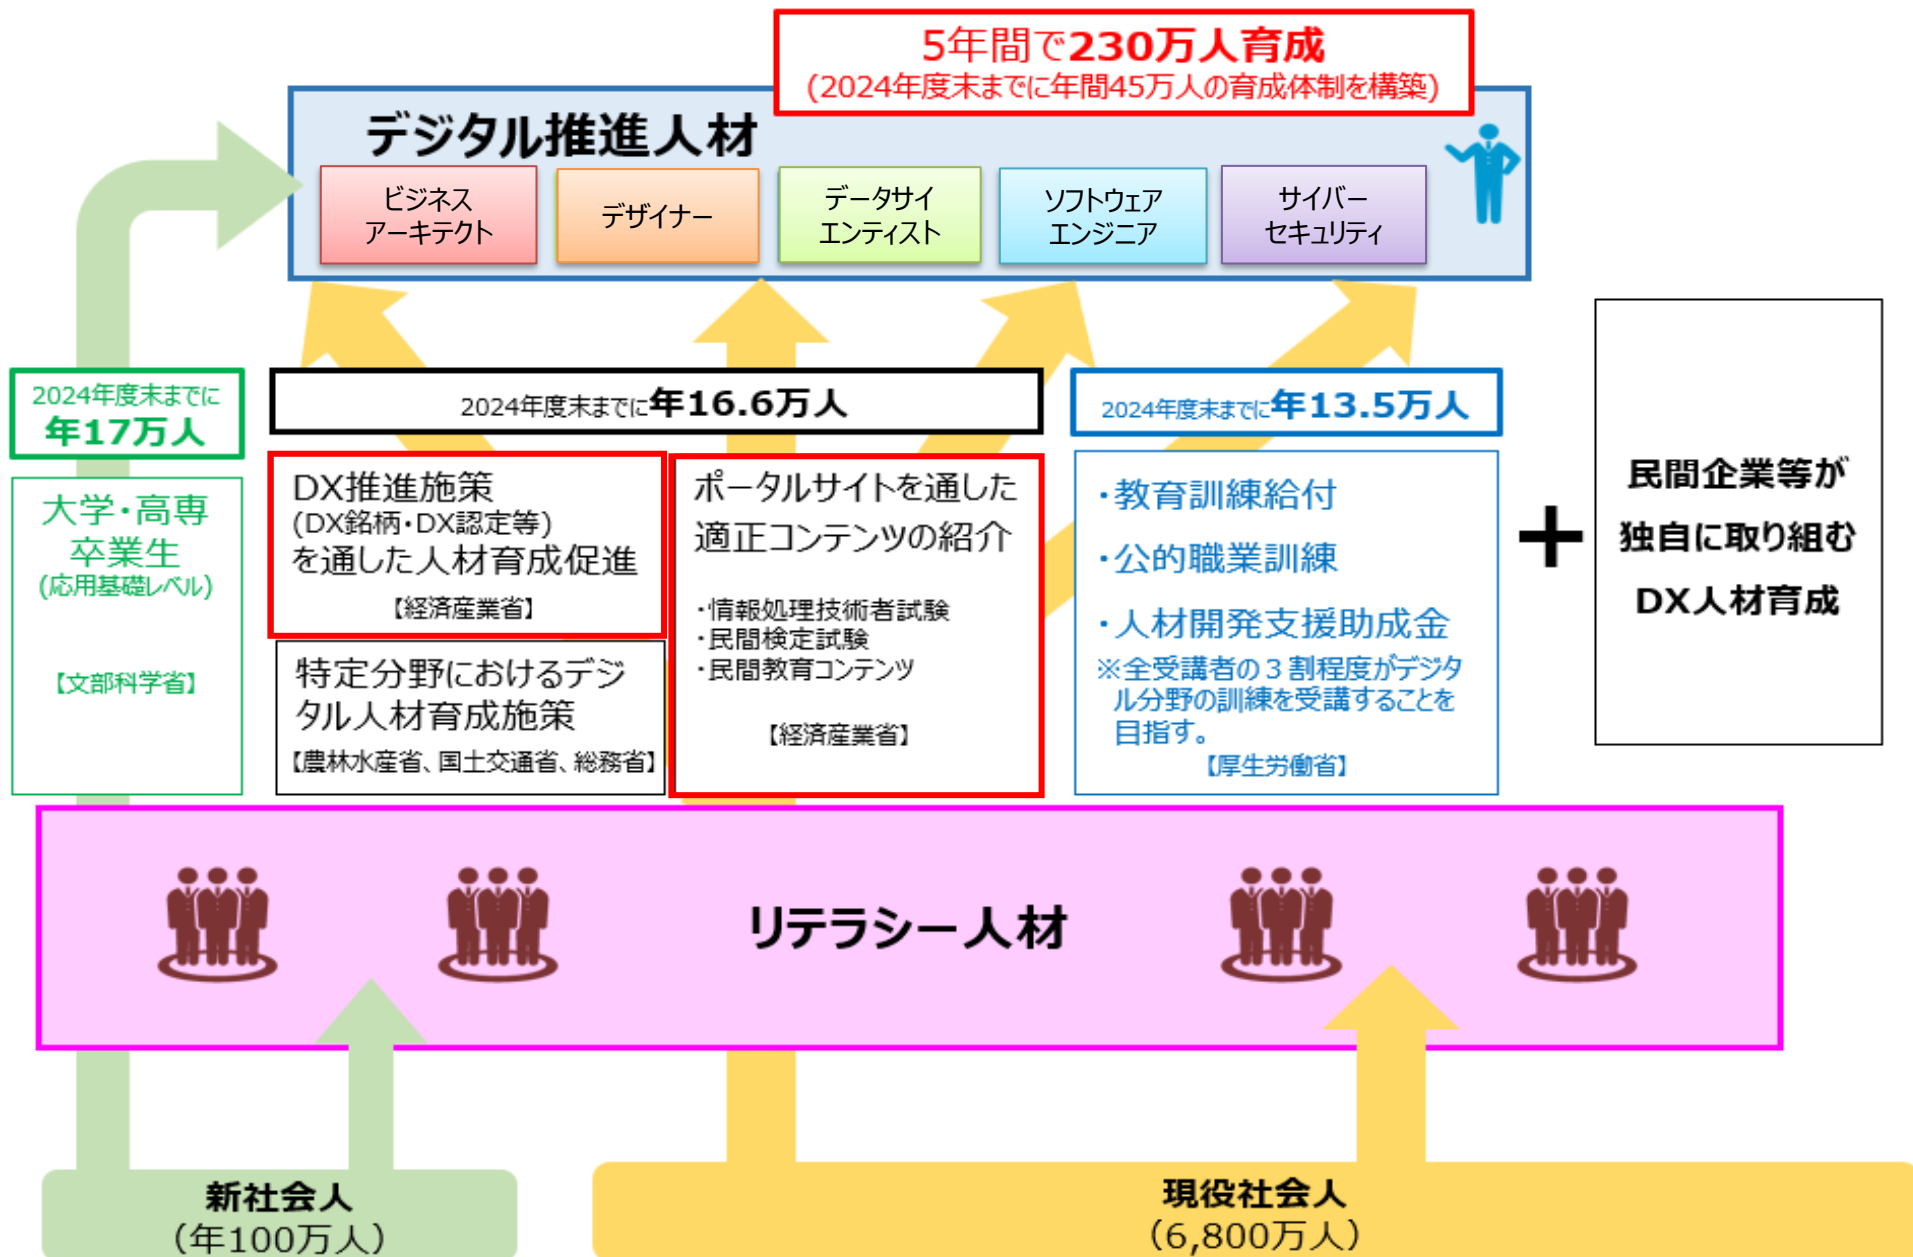 5年間で230万人育成
(2024年度末までに年間45万人の育成体制を構築)
デジタル推進人材
ビジネス
アーキテクト
デザイナー
データサイ
エンティスト
ソフトウェア
エンジニア
サイバー
セキュリティ
2024年度末までに
年17万人
大学・高専
卒業生
(応用基礎レベル)
【文部科学省】
2024年度末までに年16.6万人
DX推進施策
(DX銘柄・DX認定等)
を通した人材育成促進
【経済産業省】
特定分野におけるデジ
タル人材育成施策
【農林水産省、国土交通省、総務省】
ポータルサイトを通した
適正コンテンツの紹介
・情報処理技術者試験
・民間検定試験
・民間教育コンテンツ
【経済産業省】
2024年度末までに年13.5万人
・教育訓練給付
・公的職業訓練
・人材開発支援助成金
※全受講者の３割程度がデジタ
ル分野の訓練を受講することを
目指す。
【厚生労働省】
+
民間企業等が
独自に取り組む
DX人材育成
リテラシー人材
新社会人
（年100万人）
現役社会人
（6,800万人）